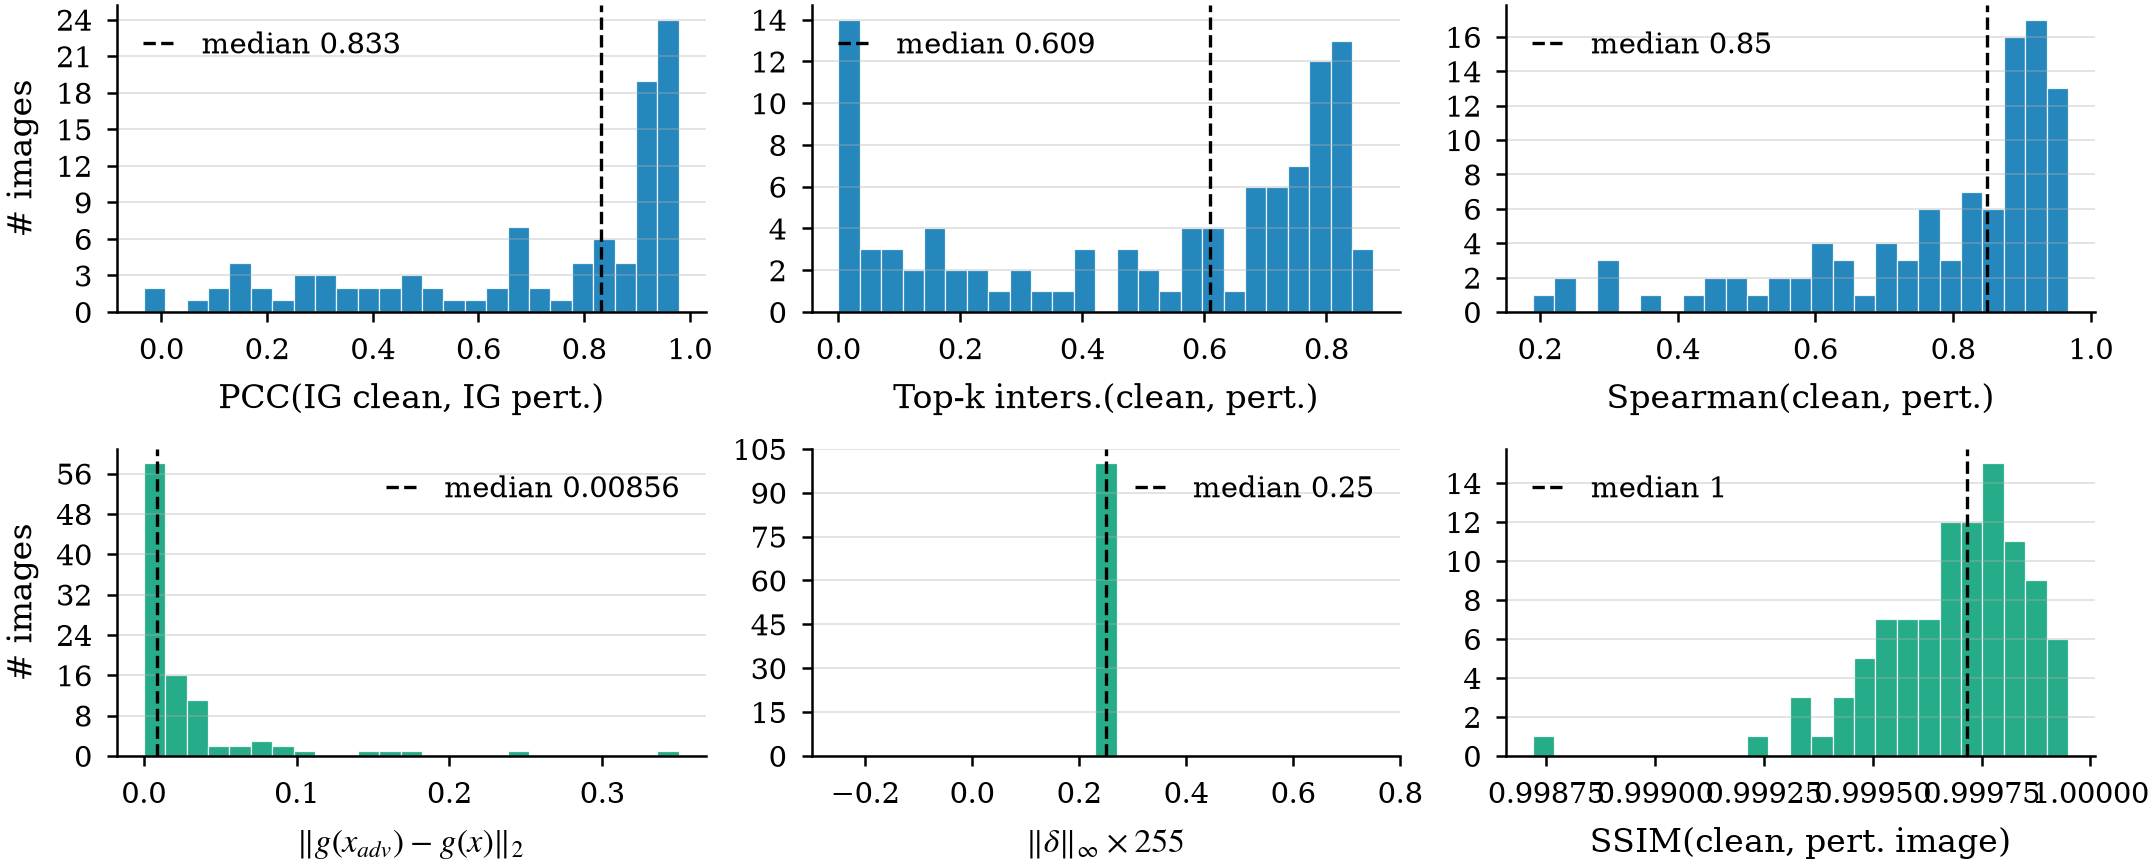 # images
24
21
18
15
12
9
6
3
0
median 0.833
0.0 0.2 0.4 0.6 0.8 1.0
PCC(IG clean, IG pert.)
14
12
10
8
6
4
2
0
median 0.609
0.0 0.2 0.4 0.6 0.8
Top-k inters.(clean, pert.)
16
14
12
10
8
6
4
2
0
median 0.85
0.2 0.4 0.6 0.8 1.0
Spearman(clean, pert.)
# images
56
48
40
32
24
16
8
0
median 0.00856
0.0 0.1 0.2 0.3
‖g(x_adv) − g(x)‖₂
105
90
75
60
45
30
15
0
median 0.25
−0.2 0.0 0.2 0.4 0.6 0.8
‖δ‖∞ × 255
14
12
10
8
6
4
2
0
median 1
0.99875 0.99900 0.99925 0.99950 0.99975 1.00000
SSIM(clean, pert. image)